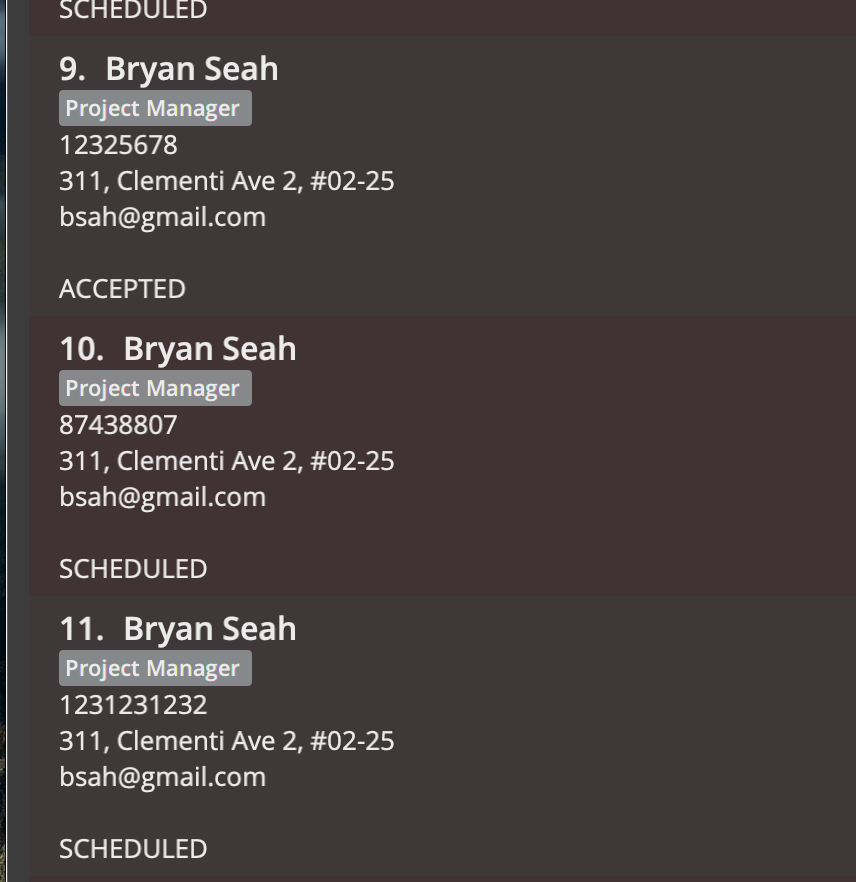 SCHEDULED
9. Bryan Seah
Project Manager
12325678
311, Clementi Ave 2, #02-25
bsah@gmail.com
ACCEPTED
10. Bryan Seah
Project Manager
87438807
311, Clementi Ave 2, #02-25
bsah@gmail.com
SCHEDULED
11. Bryan Seah
Project Manager
1231231232
311, Clementi Ave 2, #02-25
bsah@gmail.com
SCHEDULED